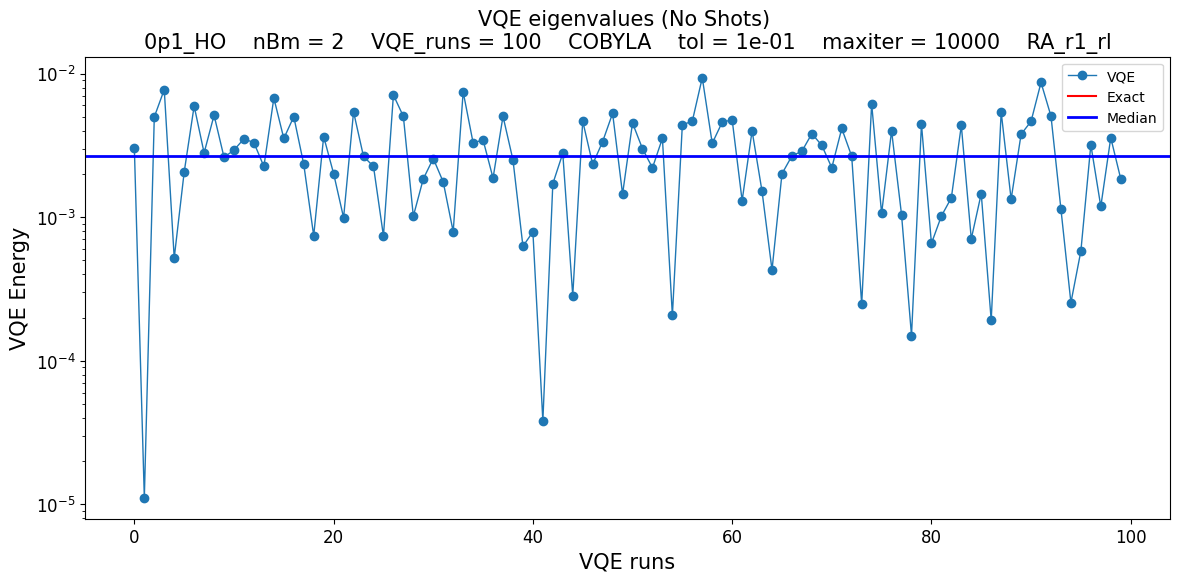 VQE eigenvalues (No Shots)
0p1_HO nBm = 2 VQE_runs = 100 COBYLA tol = 1e-01 maxiter = 10000 RA_r1_rl
VQE Energy
10⁻²
10⁻³
10⁻⁴
10⁻⁵
VQE
Exact
Median
0 20 40 60 80 100
VQE runs